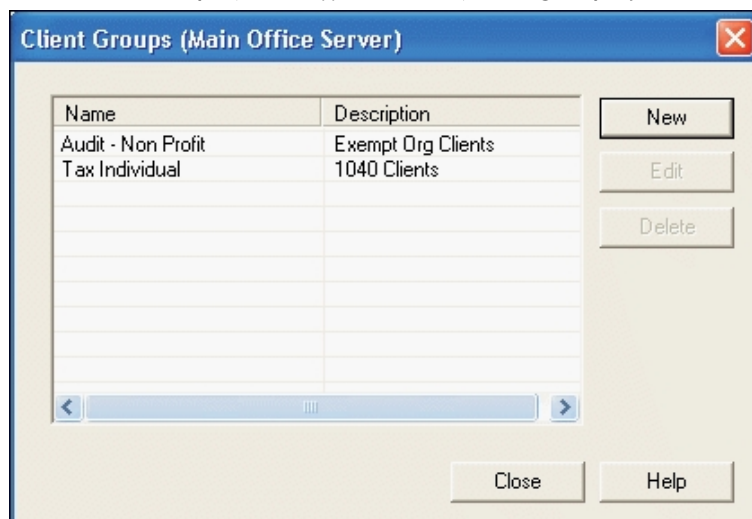 Client Groups (Main Office Server)
Name Description
Audit - Non Profit Exempt Org Clients
Tax Individual 1040 Clients
New
Edit
Delete
Close Help